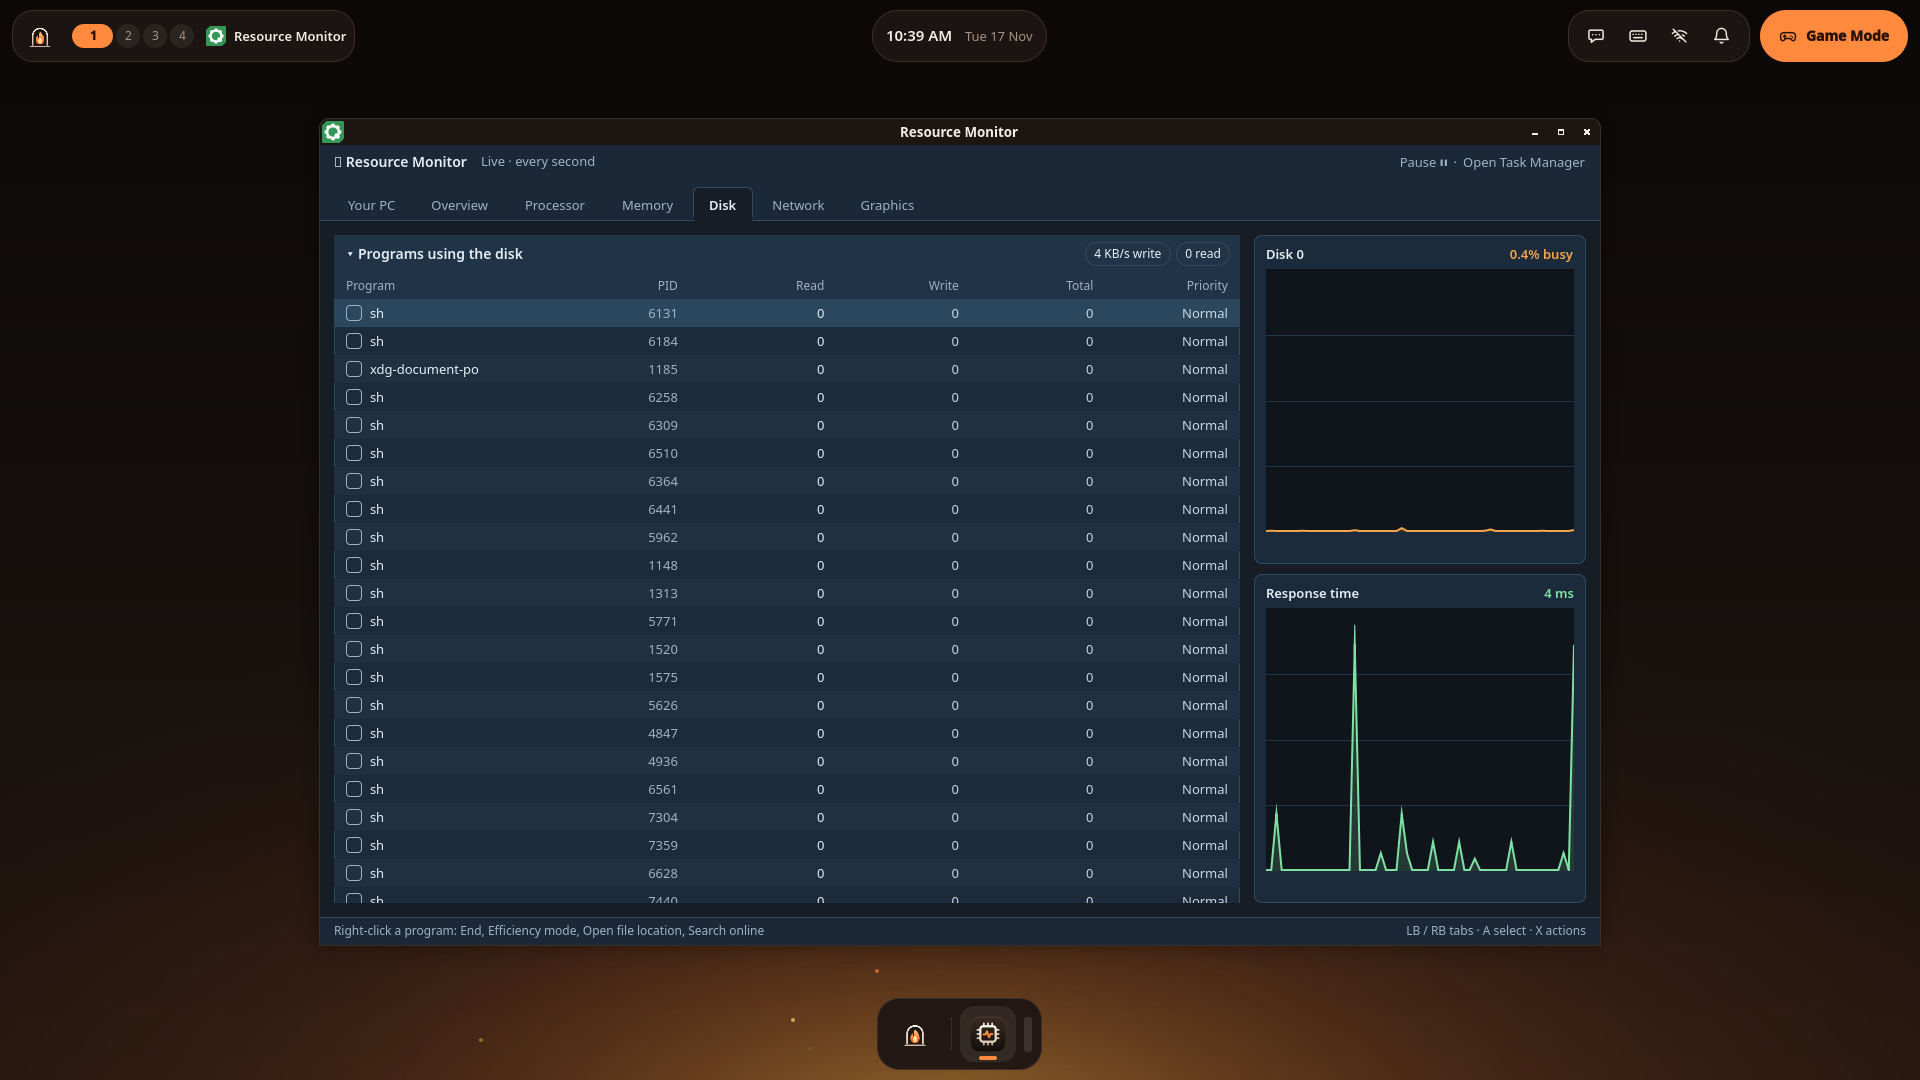 1 2 3 4 Resource Monitor
10:39 AM Tue 17 Nov
Game Mode
Resource Monitor
Resource Monitor Live · every second
Pause · Open Task Manager
Your PC Overview Processor Memory Disk Network Graphics
Programs using the disk 4 KB/s write 0 read
Program PID Read Write Total Priority
sh 6131 0 0 0 Normal
sh 6184 0 0 0 Normal
xdg-document-po 1185 0 0 0 Normal
sh 6258 0 0 0 Normal
sh 6309 0 0 0 Normal
sh 6510 0 0 0 Normal
sh 6364 0 0 0 Normal
sh 6441 0 0 0 Normal
sh 5962 0 0 0 Normal
sh 1148 0 0 0 Normal
sh 1313 0 0 0 Normal
sh 5771 0 0 0 Normal
sh 1520 0 0 0 Normal
sh 1575 0 0 0 Normal
sh 5626 0 0 0 Normal
sh 4847 0 0 0 Normal
sh 4936 0 0 0 Normal
sh 6561 0 0 0 Normal
sh 7304 0 0 0 Normal
sh 7359 0 0 0 Normal
sh 6628 0 0 0 Normal
sh 7440 0 0 0 Normal
Disk 0 0.4% busy
Response time 4 ms
Right-click a program: End, Efficiency mode, Open file location, Search online
LB / RB tabs · A select · X actions